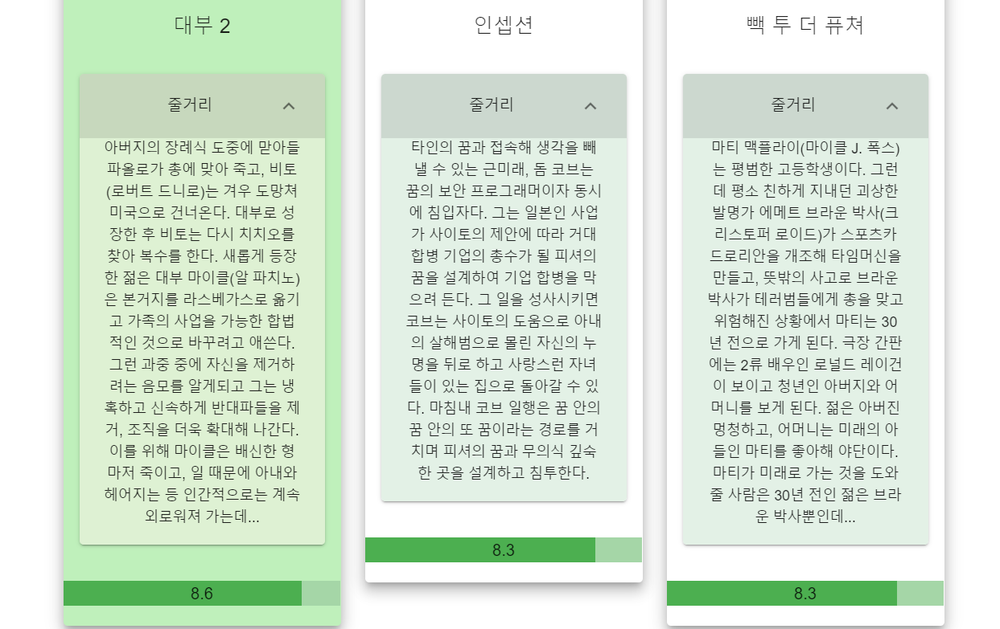 대부 2
줄거리
아버지의 장례식 도중에 맏아들
파올로가 총에 맞아 죽고, 비토
(로버트 드니로)는 겨우 도망쳐
미국으로 건너온다. 대부로 성
장한 후 비토는 다시 치치오를
찾아 복수를 한다. 새롭게 등장
한 젊은 대부 마이클(알 파치노)
은 본거지를 라스베가스로 옮기
고 가족의 사업을 가능한 합법
적인 것으로 바꾸려고 애쓴다.
그런 과중 중에 자신을 제거하
려는 음모를 알게되고 그는 냉
혹하고 신속하게 반대파들을 제
거, 조직을 더욱 확대해 나간다.
이를 위해 마이클은 배신한 형
마저 죽이고, 일 때문에 아내와
헤어지는 등 인간적으로는 계속
외로워져 가는데...
8.6
인셉션
줄거리
타인의 꿈과 접속해 생각을 빼
낼 수 있는 근미래, 돔 코브는
꿈의 보안 프로그래머이자 동시
에 침입자다. 그는 일본인 사업
가 사이토의 제안에 따라 거대
합병 기업의 총수가 될 피셔의
꿈을 설계하여 기업 합병을 막
으려 든다. 그 일을 성사시키면
코브는 사이토의 도움으로 아내
의 살해범으로 몰린 자신의 누
명을 뒤로 하고 사랑스런 자녀
들이 있는 집으로 돌아갈 수 있
다. 마침내 코브 일행은 꿈 안의
꿈 안의 또 꿈이라는 경로를 거
치며 피셔의 꿈과 무의식 깊숙
한 곳을 설계하고 침투한다.
8.3
빽 투 더 퓨쳐
줄거리
마티 맥플라이(마이클 J. 폭스)
는 평범한 고등학생이다. 그런
데 평소 친하게 지내던 괴상한
발명가 에메트 브라운 박사(크
리스토퍼 로이드)가 스포츠카
드로리안을 개조해 타임머신을
만들고, 뜻밖의 사고로 브라운
박사가 테러범들에게 총을 맞고
위험해진 상황에서 마티는 30
년 전으로 가게 된다. 극장 간판
에는 2류 배우인 로널드 레이건
이 보이고 청년인 아버지와 어
머니를 보게 된다. 젊은 아버진
멍청하고, 어머니는 미래의 아
들인 마티를 좋아해 야단이다.
마티가 미래로 가는 것을 도와
줄 사람은 30년 전인 젊은 브라
운 박사뿐인데...
8.3